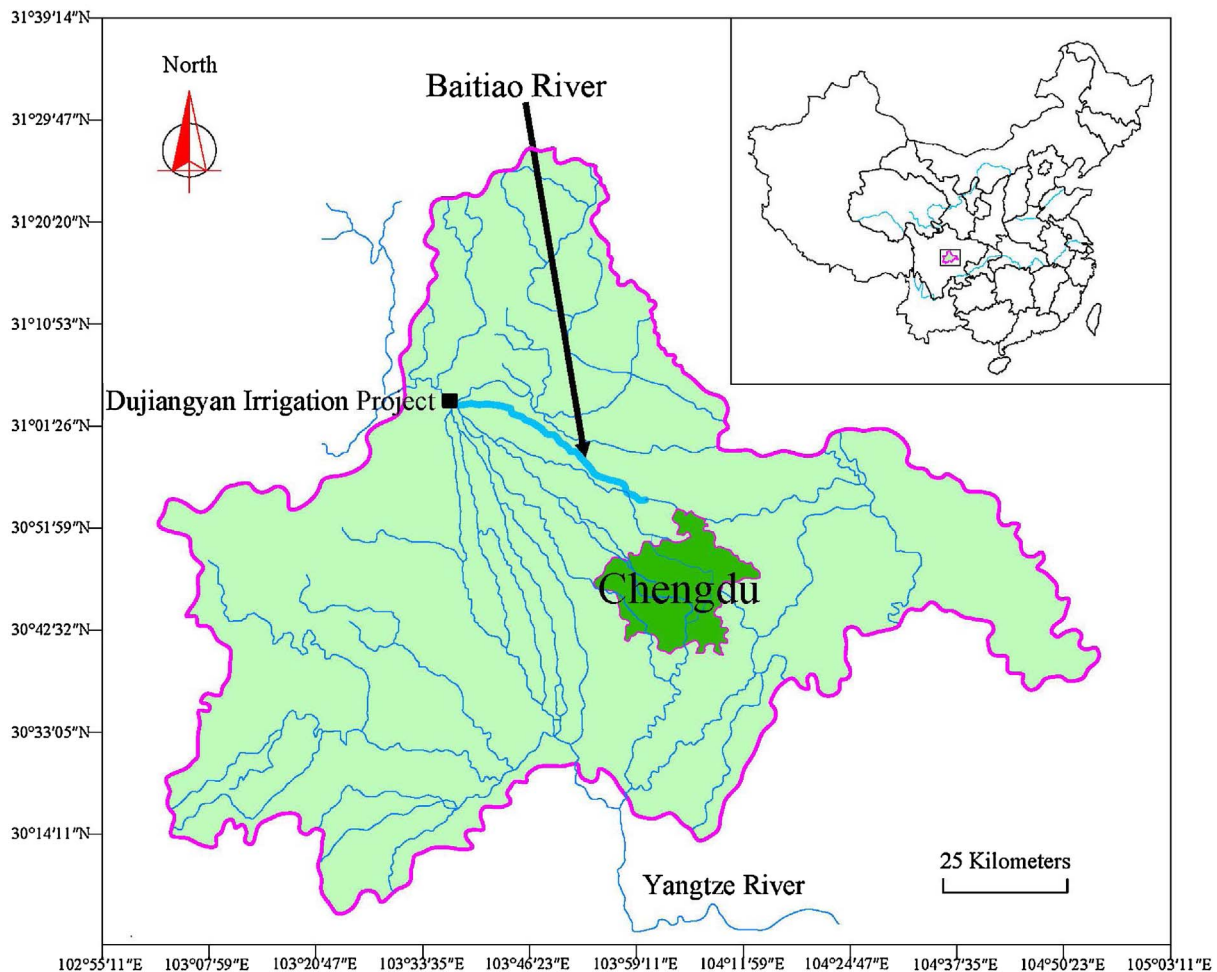 31°39′14″N
North
Baitiao River
31°29′47″N
31°20′20″N
31°10′53″N
Dujiangyan Irrigation Project
31°01′26″N
30°51′59″N
Chengdu
30°42′32″N
30°33′05″N
30°14′11″N
25 Kilometers
Yangtze River
102°55′11″E 103°07′59″E 103°20′47″E 103°33′35″E 103°46′23″E 103°59′11″E 104°11′59″E 104°24′47″E 104°37′35″E 104°50′23″E 105°03′11″E